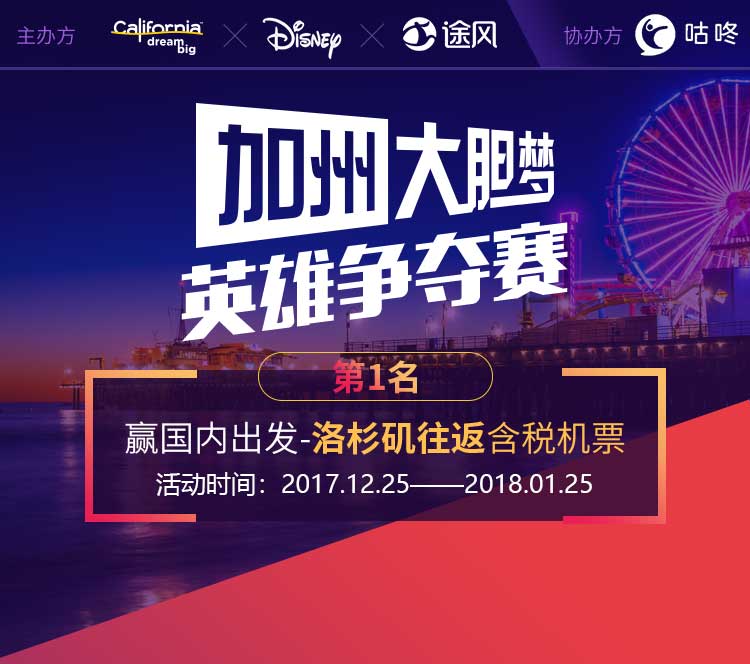 主办方 California dream big × Disney × 途风 协办方 咕咚
加州大胆梦
英雄争夺赛
第1名
赢国内出发-洛杉矶往返含税机票
活动时间：2017.12.25——2018.01.25